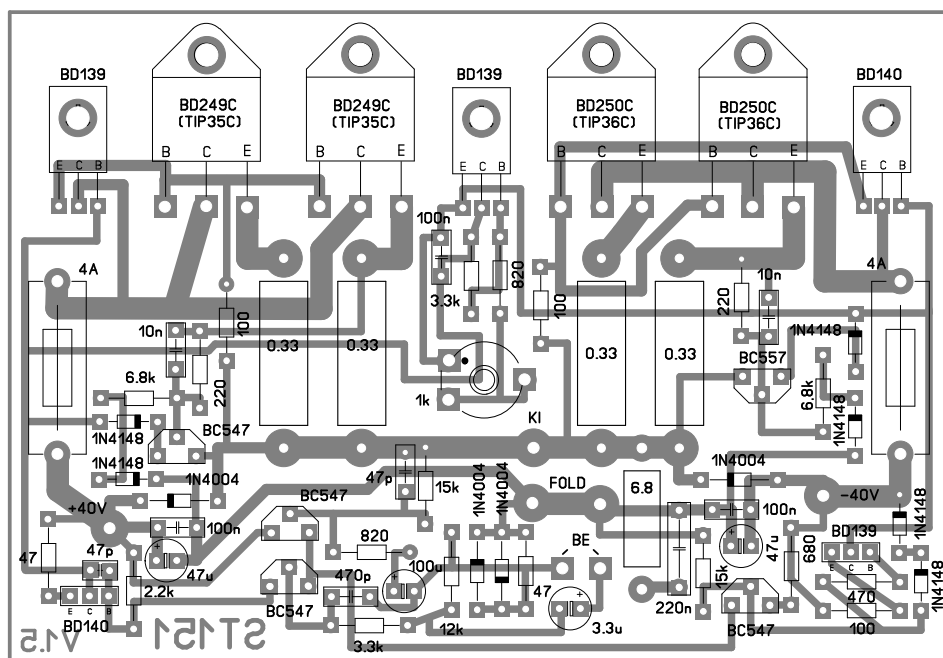 BD139
BD249C
(TIP35C)
BD249C
(TIP35C)
BD139
BD250C
(TIP36C)
BD250C
(TIP36C)
BD140
E C B
B C E
B C E
E C B
B C E
B C E
E C B
4A
100n
3.3k
820
100
220
10n
4A
10n
100
0.33
0.33
0.33
0.33
1N4148
220
BC557
6.8k
1k
6.8k
1N4148
BC547
KI
1N4148
1N4148
1N4004
47p
15k
1N4004
1N4004
FOLD
6.8
1N4004
+40V
-40V
BC547
100n
100n
1N4148
47
47p
820
BE
47u
680
BD139
E C B
2.2k
47u
BC547
470p
100u
47
15k
470
1N4148
E C B
BD140
3.3k
12k
3.3u
220n
BC547
100
V1.5
ST151